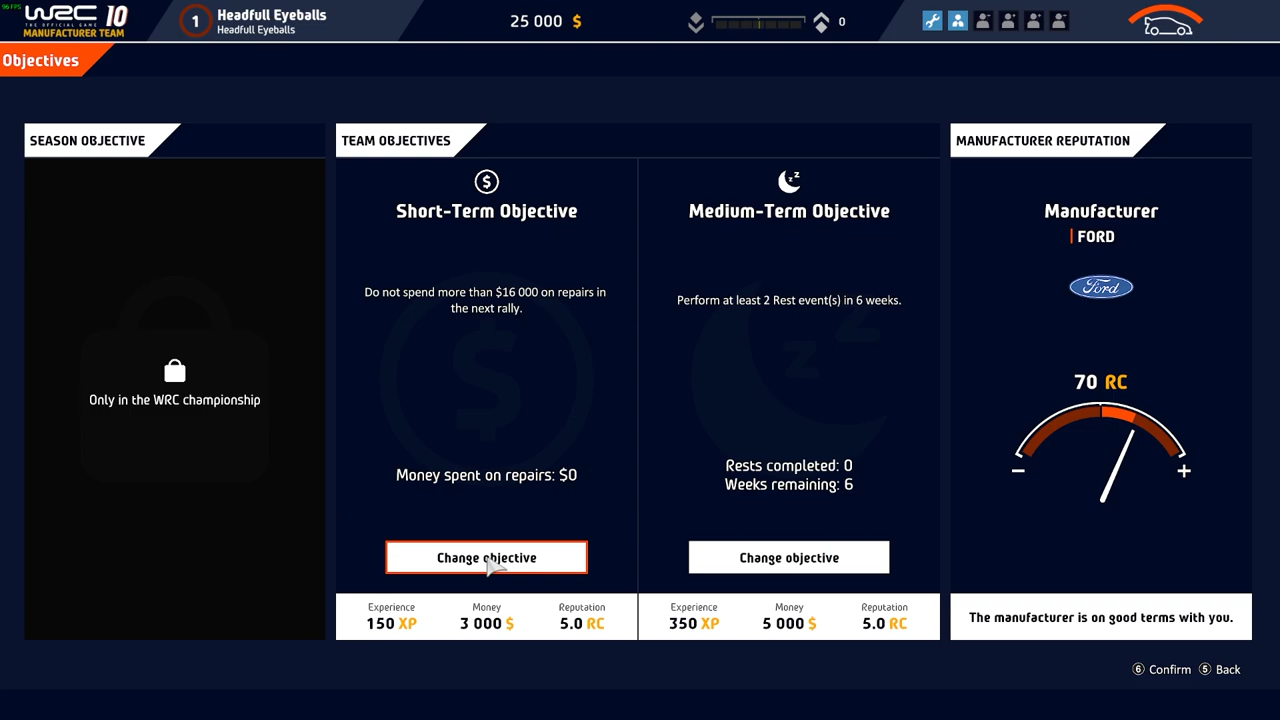 96 FPS
WRC 10
THE OFFICIAL GAME
MANUFACTURER TEAM
1
Headfull Eyeballs
Headfull Eyeballs
25 000 $
0
Objectives
SEASON OBJECTIVE
Only in the WRC championship
TEAM OBJECTIVES
$
Short-Term Objective
Do not spend more than $16 000 on repairs in
the next rally.
Money spent on repairs: $0
Change objective
Experience Money Reputation
150 XP 3 000 $ 5.0 RC
z z
Medium-Term Objective
Perform at least 2 Rest event(s) in 6 weeks.
Rests completed: 0
Weeks remaining: 6
Change objective
Experience Money Reputation
350 XP 5 000 $ 5.0 RC
MANUFACTURER REPUTATION
Manufacturer
FORD
Ford
70 RC
− +
The manufacturer is on good terms with you.
6 Confirm 5 Back